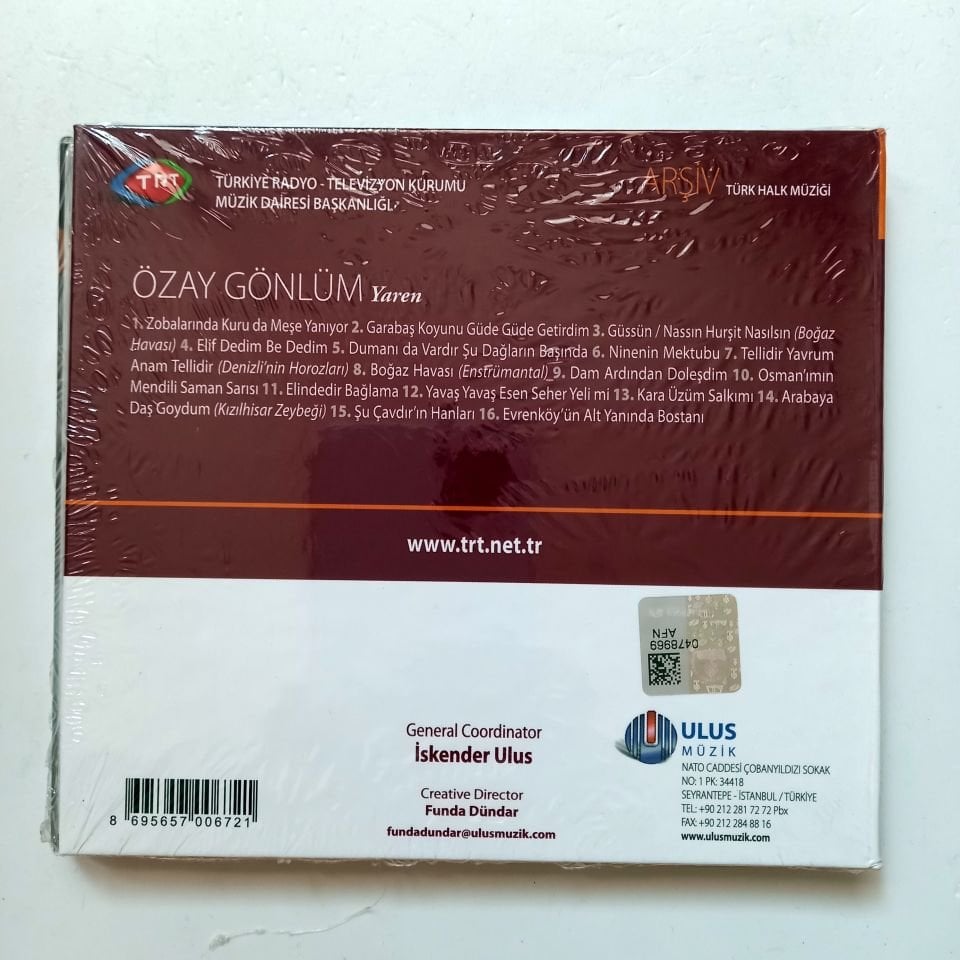 TRT
TÜRKİYE RADYO - TELEVİZYON KURUMU
MÜZİK DAİRESİ BAŞKANLIĞI
ARŞİV TÜRK HALK MÜZİĞİ
ÖZAY GÖNLÜM Yaren
1. Zobalarında Kuru da Meşe Yanıyor 2. Garabaş Koyunu Güde Güde Getirdim 3. Güssün / Nassın Hurşit Nasılsın (Boğaz
Havası) 4. Elif Dedim Be Dedim 5. Dumanı da Vardır Şu Dağların Başında 6. Ninenin Mektubu 7. Tellidir Yavrum
Anam Tellidir (Denizli'nin Horozları) 8. Boğaz Havası (Enstrümantal) 9. Dam Ardından Doleşdim 10. Osman'ımın
Mendili Saman Sarısı 11. Elindedir Bağlama 12. Yavaş Yavaş Esen Seher Yeli mi 13. Kara Üzüm Salkımı 14. Arabaya
Daş Goydum (Kızılhisar Zeybeği) 15. Şu Çavdır'ın Hanları 16. Evrenköy'ün Alt Yanında Bostanı
www.trt.net.tr
AFN
0478969
General Coordinator
İskender Ulus
Creative Director
Funda Dündar
fundadundar@ulusmuzik.com
ULUS
MÜZİK
NATO CADDESİ ÇOBANYILDIZI SOKAK
NO: 1 PK: 34418
SEYRANTEPE - İSTANBUL / TÜRKİYE
TEL: +90 212 281 72 72 Pbx
FAX: +90 212 284 88 16
www.ulusmuzik.com
8 695657 006721